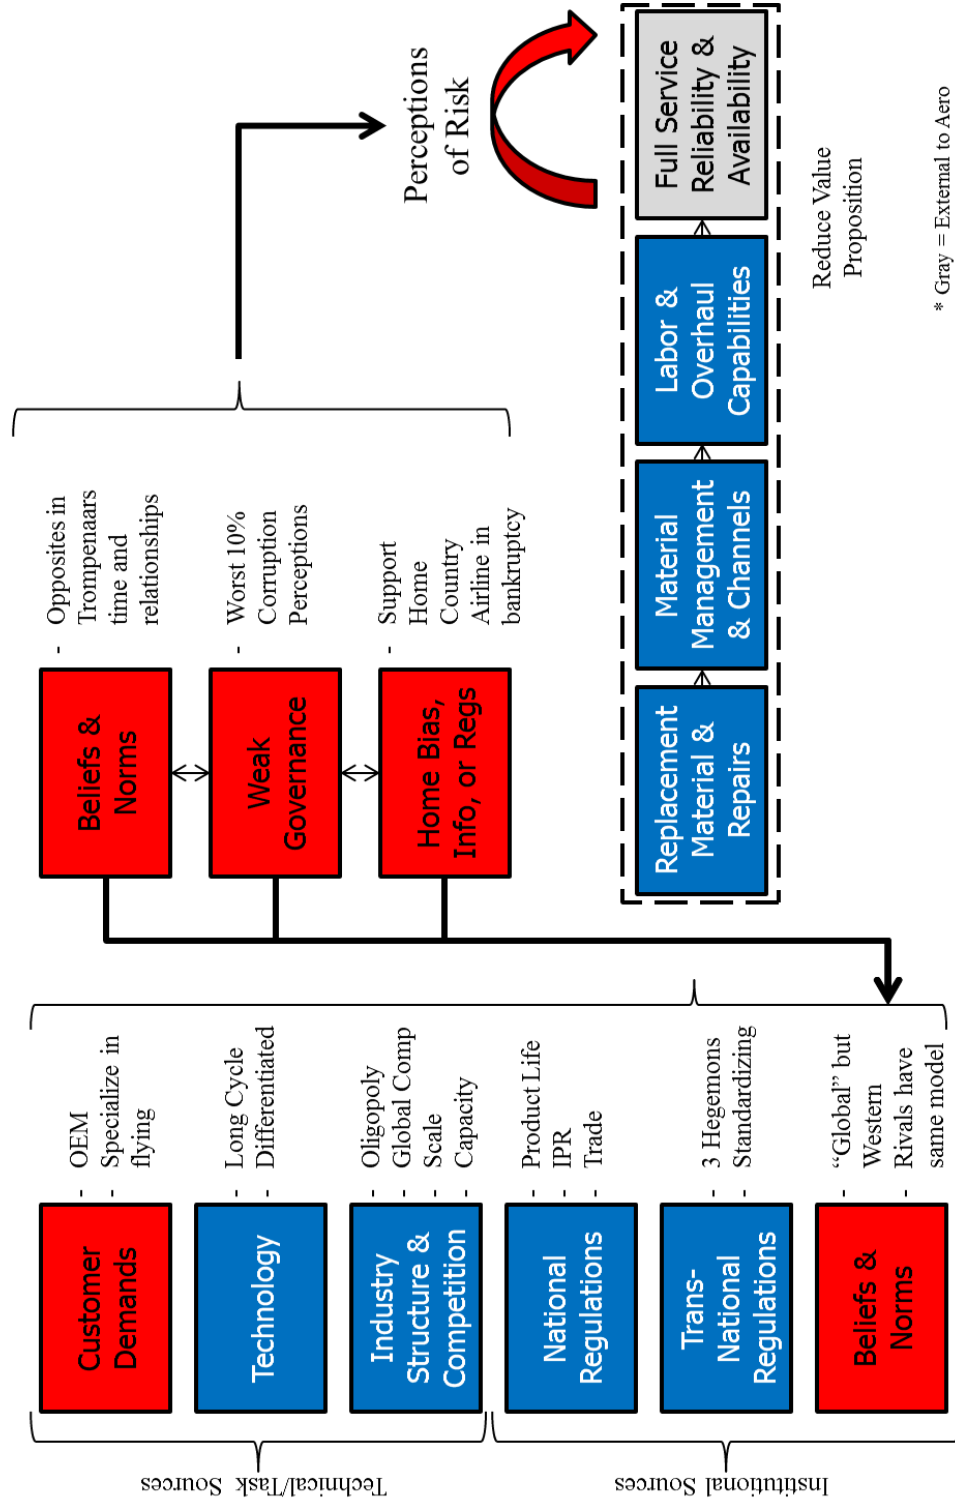 Technical/Task Sources
Institutional Sources
Customer
Demands
- OEM
- Specialize in
flying
Technology
- Long Cycle
- Differentiated
Industry
Structure &
Competition
- Oligopoly
- Global Comp
- Scale
- Capacity
National
Regulations
- Product Life
- IPR
- Trade
Trans-
National
Regulations
- 3 Hegemons
- Standardizing
Beliefs &
Norms
- “Global” but
Western
- Rivals have
same model
Beliefs &
Norms
- Opposites in
Trompenaars
time and
relationships
Weak
Governance
- Worst 10%
Corruption
Perceptions
Home Bias,
Info, or Regs
- Support
Home
Country
Airline in
bankruptcy
Perceptions
of Risk
Replacement
Material &
Repairs
Material
Management
& Channels
Labor &
Overhaul
Capabilities
Full Service
Reliability &
Availability
Reduce Value
Proposition
* Gray = External to Aero